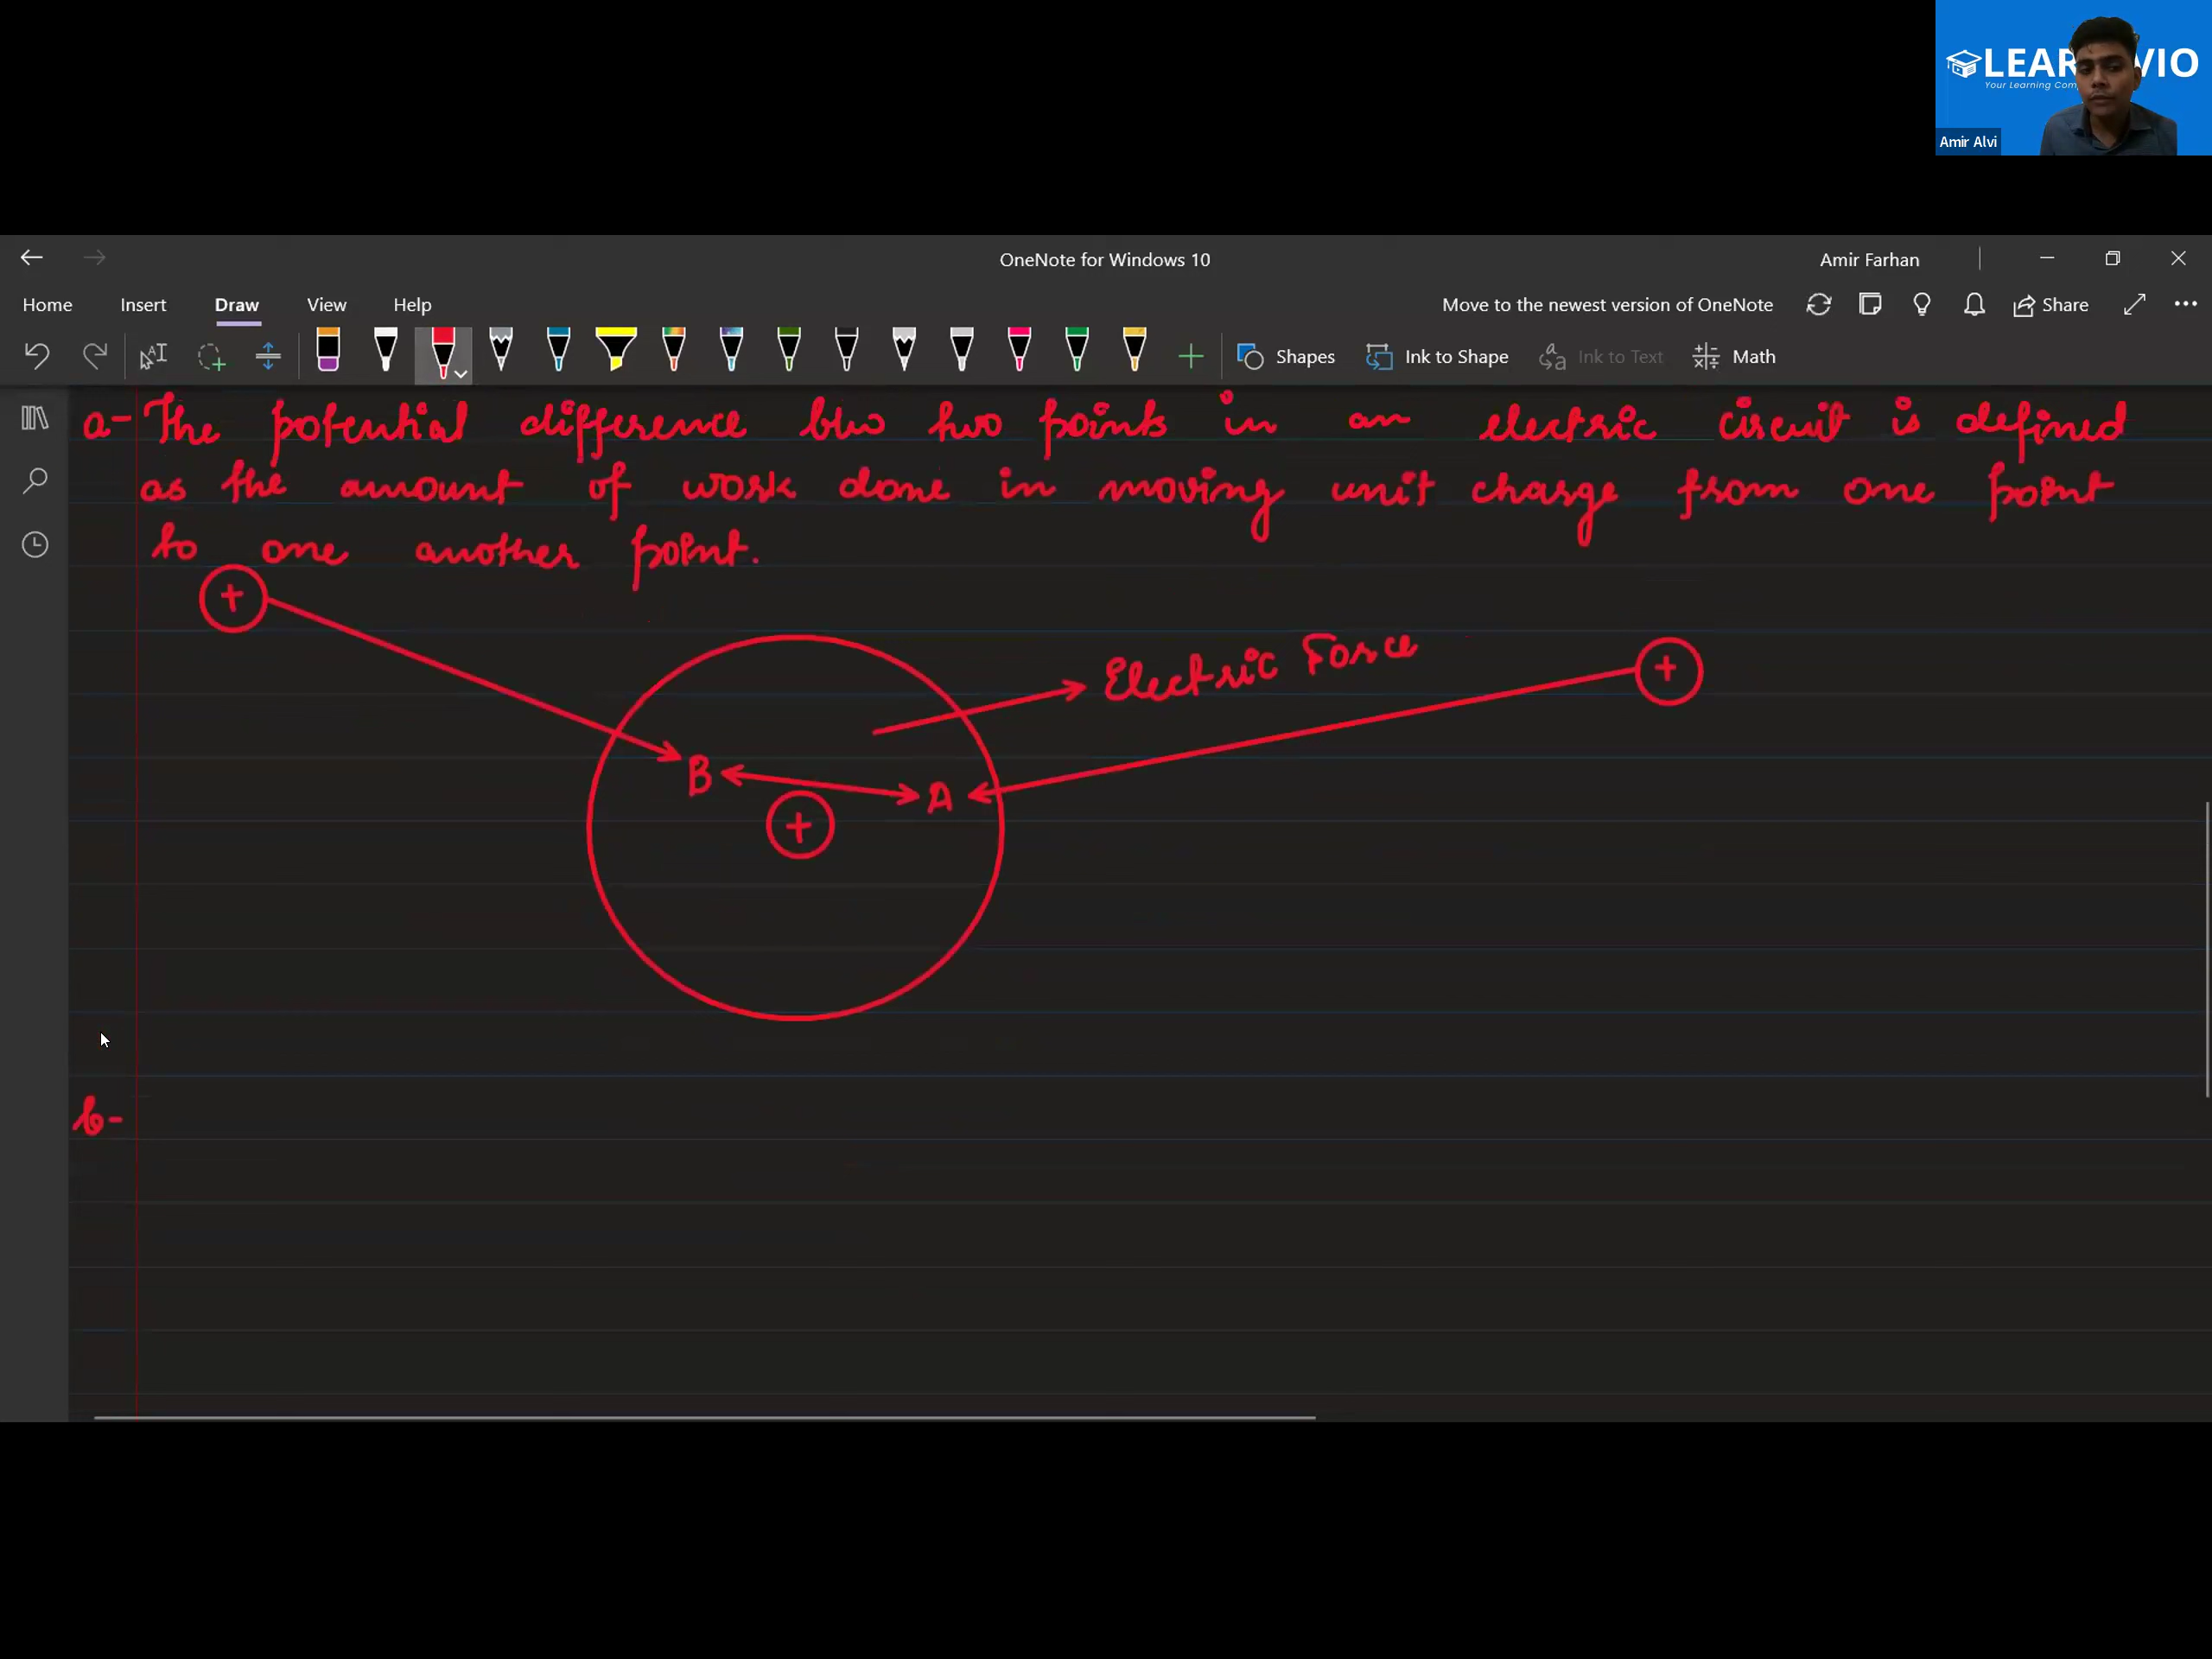 LEAR VIO
Your Learning Com
Amir Alvi
OneNote for Windows 10
Amir Farhan
Home Insert Draw View Help
Move to the newest version of OneNote
Share
Shapes
Ink to Shape
Ink to Text
Math
a- The potential difference b/w two points in an electric circuit is defined
as the amount of work done in moving unit charge from one point
to one another point.
+
Electric Force
+
B
A
+
b-